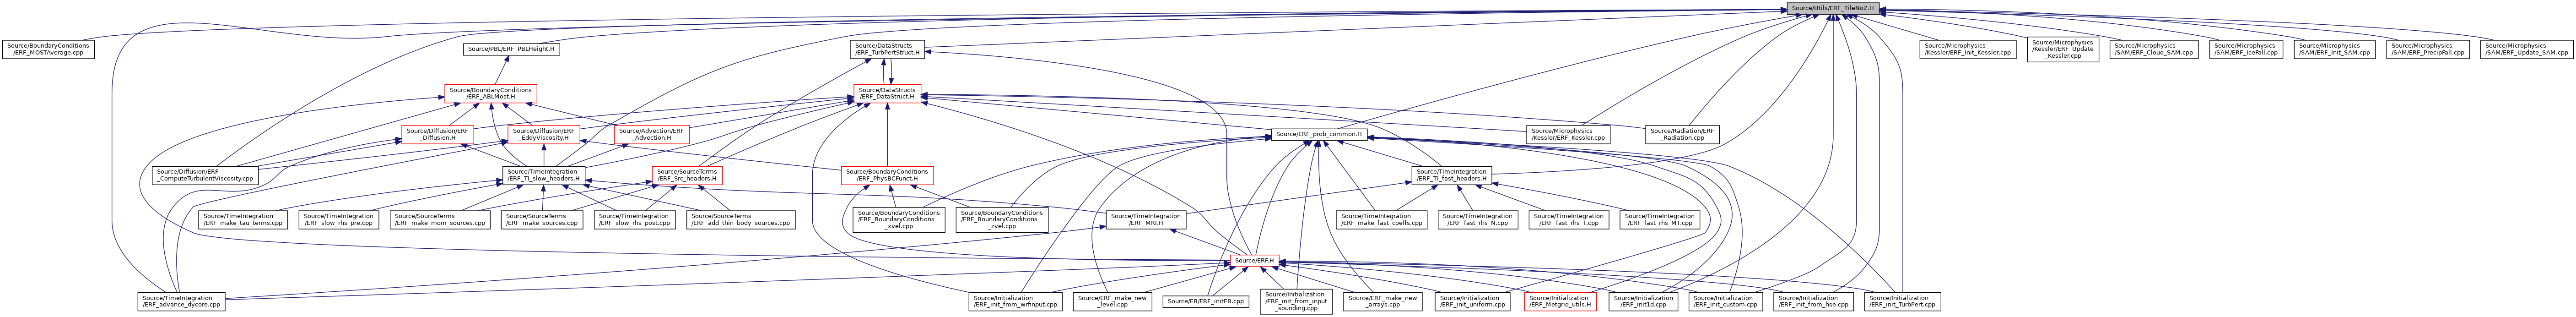 Source/Utils/ERF_TileNoZ.H
Source/BoundaryConditions
/ERF_MOSTAverage.cpp
Source/PBL/ERF_PBLHeight.H
Source/DataStructs
/ERF_TurbPertStruct.H
Source/Microphysics
/Kessler/ERF_Init_Kessler.cpp
Source/Microphysics
/Kessler/ERF_Update
_Kessler.cpp
Source/Microphysics
/SAM/ERF_Cloud_SAM.cpp
Source/Microphysics
/SAM/ERF_IceFall.cpp
Source/Microphysics
/SAM/ERF_Init_SAM.cpp
Source/Microphysics
/SAM/ERF_PrecipFall.cpp
Source/Microphysics
/SAM/ERF_Update_SAM.cpp
Source/BoundaryConditions
/ERF_ABLMost.H
Source/DataStructs
/ERF_DataStruct.H
Source/Diffusion/ERF
_Diffusion.H
Source/Diffusion/ERF
_EddyViscosity.H
Source/Advection/ERF
_Advection.H
Source/ERF_prob_common.H
Source/Microphysics
/Kessler/ERF_Kessler.cpp
Source/Radiation/ERF
_Radiation.cpp
Source/Diffusion/ERF
_ComputeTurbulentViscosity.cpp
Source/TimeIntegration
/ERF_TI_slow_headers.H
Source/SourceTerms
/ERF_Src_headers.H
Source/BoundaryConditions
/ERF_PhysBCFunct.H
Source/TimeIntegration
/ERF_TI_fast_headers.H
Source/TimeIntegration
/ERF_make_tau_terms.cpp
Source/TimeIntegration
/ERF_slow_rhs_pre.cpp
Source/SourceTerms
/ERF_make_mom_sources.cpp
Source/SourceTerms
/ERF_make_sources.cpp
Source/TimeIntegration
/ERF_slow_rhs_post.cpp
Source/SourceTerms
/ERF_add_thin_body_sources.cpp
Source/BoundaryConditions
/ERF_BoundaryConditions
_xvel.cpp
Source/BoundaryConditions
/ERF_BoundaryConditions
_zvel.cpp
Source/TimeIntegration
/ERF_MRI.H
Source/TimeIntegration
/ERF_make_fast_coeffs.cpp
Source/TimeIntegration
/ERF_fast_rhs_N.cpp
Source/TimeIntegration
/ERF_fast_rhs_T.cpp
Source/TimeIntegration
/ERF_fast_rhs_MT.cpp
Source/ERF.H
Source/TimeIntegration
/ERF_advance_dycore.cpp
Source/Initialization
/ERF_init_from_wrfinput.cpp
Source/ERF_make_new
_level.cpp
Source/EB/ERF_initEB.cpp
Source/Initialization
/ERF_init_from_input
_sounding.cpp
Source/ERF_make_new
_arrays.cpp
Source/Initialization
/ERF_init_uniform.cpp
Source/Initialization
/ERF_Metgrid_utils.H
Source/Initialization
/ERF_init1d.cpp
Source/Initialization
/ERF_init_custom.cpp
Source/Initialization
/ERF_init_from_hse.cpp
Source/Initialization
/ERF_init_TurbPert.cpp